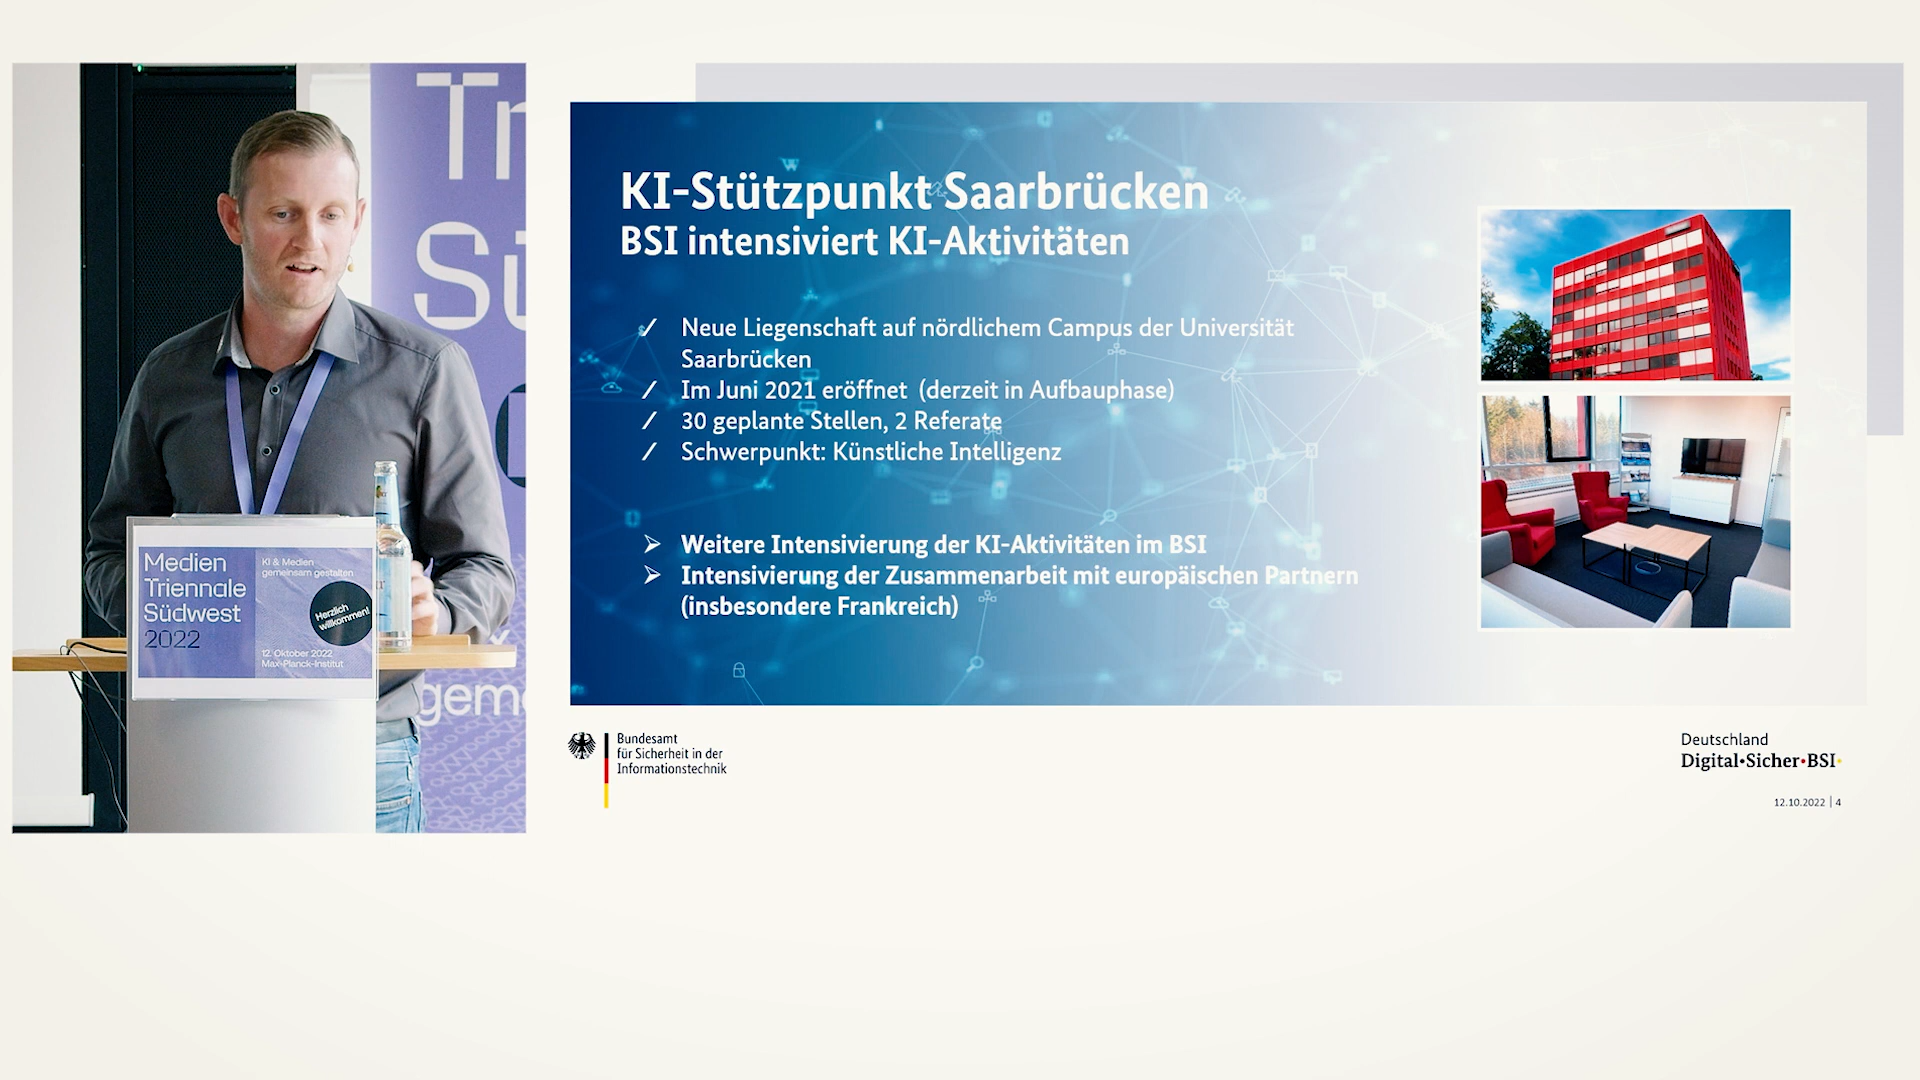 Tr
Sü
gem
Medien
Triennale
Südwest
2022
KI & Medien
gemeinsam gestalten
Herzlich
willkommen!
12. Oktober 2022
Max-Planck-Institut
KI-Stützpunkt Saarbrücken
BSI intensiviert KI-Aktivitäten
Neue Liegenschaft auf nördlichem Campus der Universität
Saarbrücken
Im Juni 2021 eröffnet (derzeit in Aufbauphase)
30 geplante Stellen, 2 Referate
Schwerpunkt: Künstliche Intelligenz
Weitere Intensivierung der KI-Aktivitäten im BSI
Intensivierung der Zusammenarbeit mit europäischen Partnern
(insbesondere Frankreich)
Bundesamt
für Sicherheit in der
Informationstechnik
Deutschland
Digital•Sicher•BSI•
12.10.2022 | 4